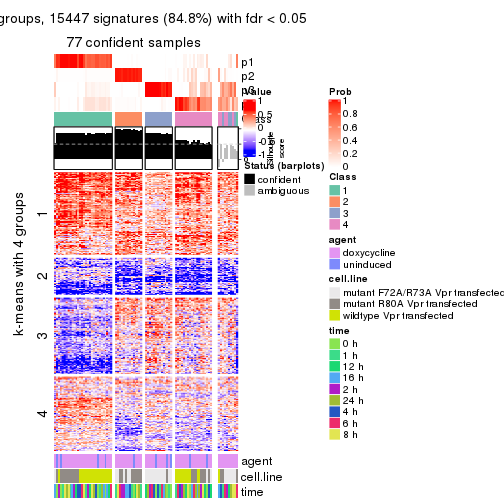 groups, 15447 signatures (84.8%) with fdr < 0.05
77 confident samples
p1
p2
Prob
1
0.8
0.6
0.4
0.2
0
1
0.5
0
Silhouette
score
Status (barplots)
confident
ambiguous
Class
1
2
3
4
agent
doxycycline
uninduced
cell.line
mutant F72A/R73A Vpr transfected
mutant R80A Vpr transfected
wildtype Vpr transfected
time
0 h
1 h
12 h
16 h
2 h
24 h
4 h
6 h
8 h
k-means with 4 groups
1
2
3
4
agent
cell.line
time